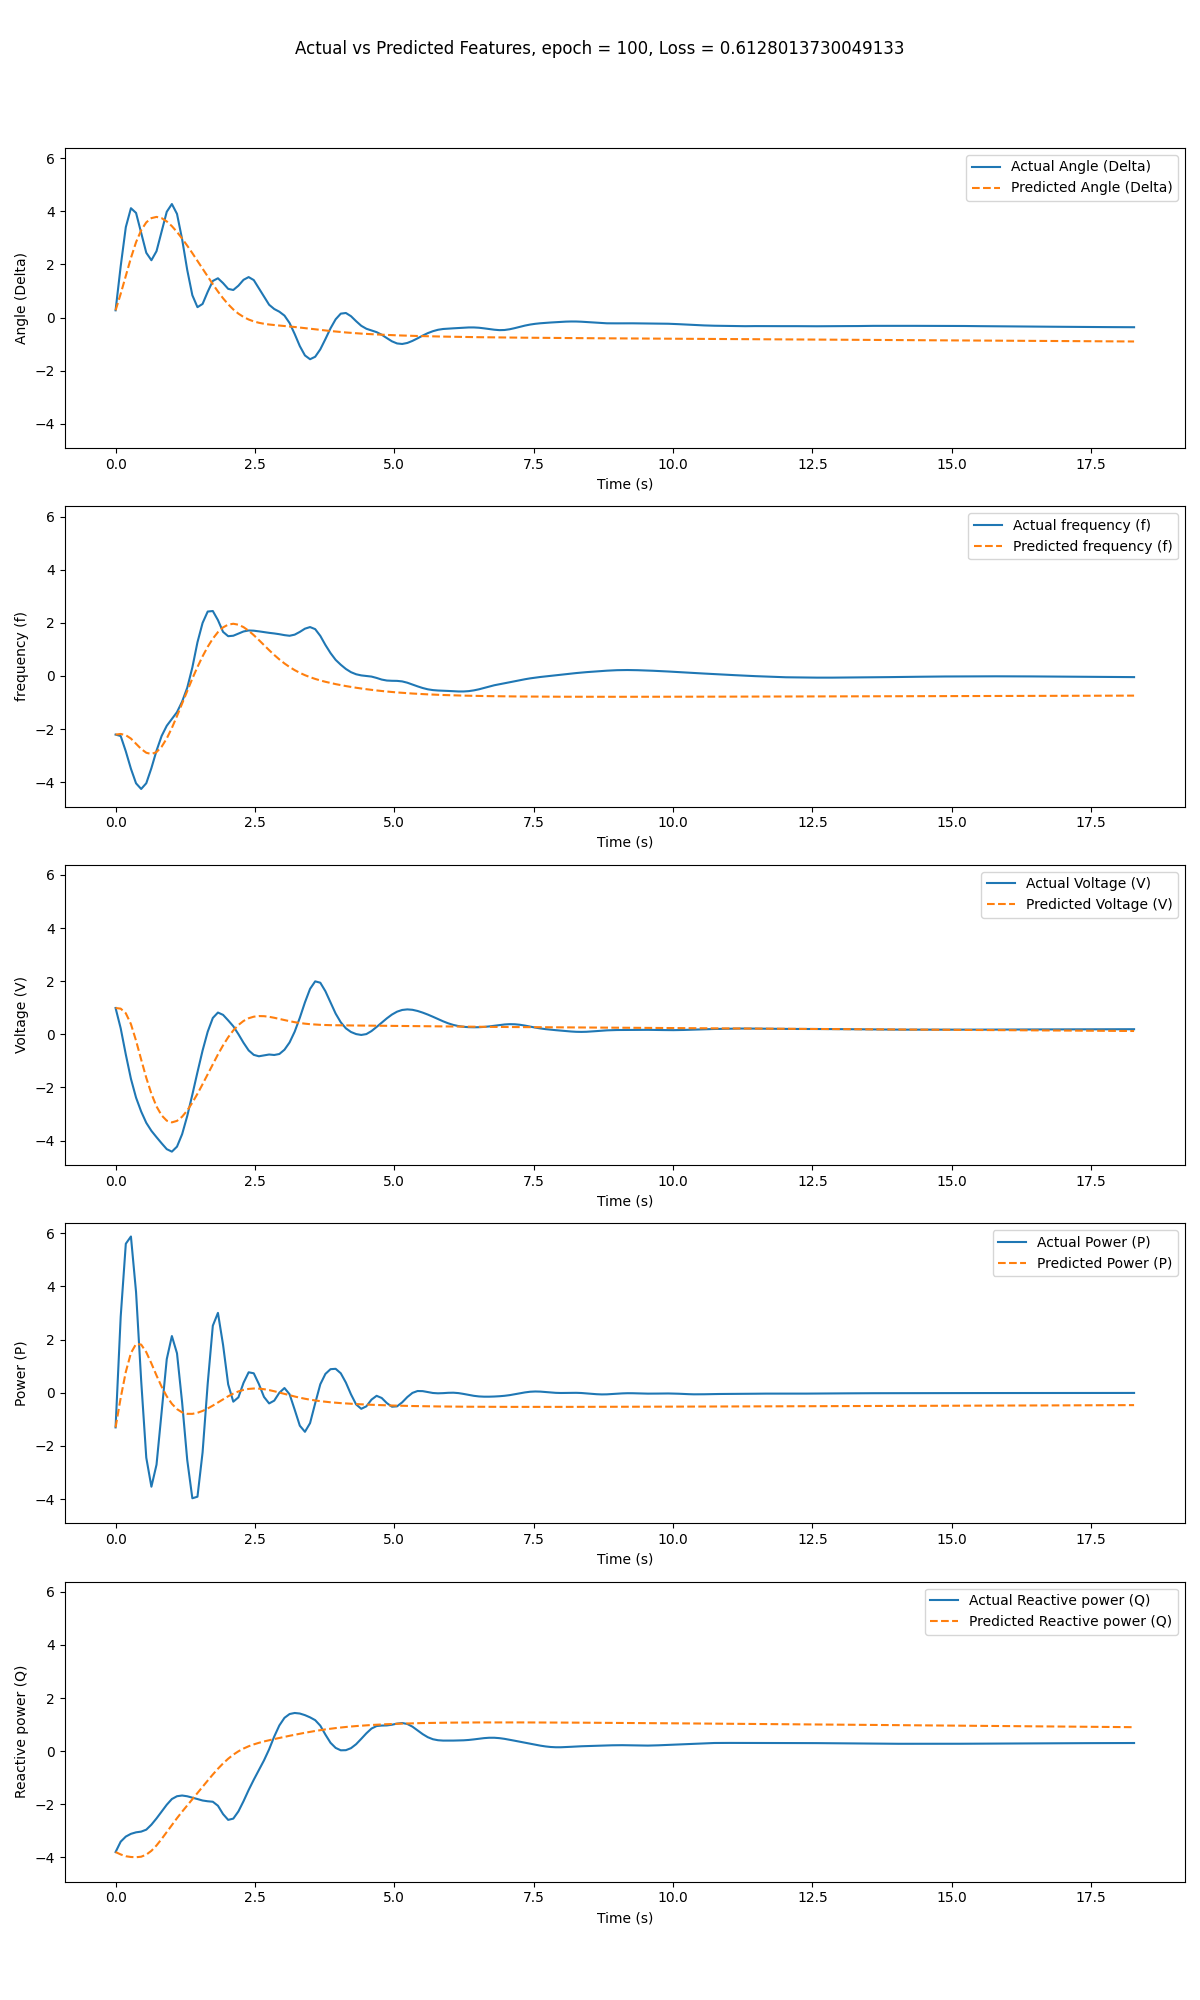 Actual vs Predicted Features, epoch = 100, Loss = 0.6128013730049133
Actual Angle (Delta)
Predicted Angle (Delta)
Angle (Delta)
6
4
2
0
−2
−4
0.0 2.5 5.0 7.5 10.0 12.5 15.0 17.5
Time (s)
Actual frequency (f)
Predicted frequency (f)
frequency (f)
6
4
2
0
−2
−4
0.0 2.5 5.0 7.5 10.0 12.5 15.0 17.5
Time (s)
Actual Voltage (V)
Predicted Voltage (V)
Voltage (V)
6
4
2
0
−2
−4
0.0 2.5 5.0 7.5 10.0 12.5 15.0 17.5
Time (s)
Actual Power (P)
Predicted Power (P)
Power (P)
6
4
2
0
−2
−4
0.0 2.5 5.0 7.5 10.0 12.5 15.0 17.5
Time (s)
Actual Reactive power (Q)
Predicted Reactive power (Q)
Reactive power (Q)
6
4
2
0
−2
−4
0.0 2.5 5.0 7.5 10.0 12.5 15.0 17.5
Time (s)